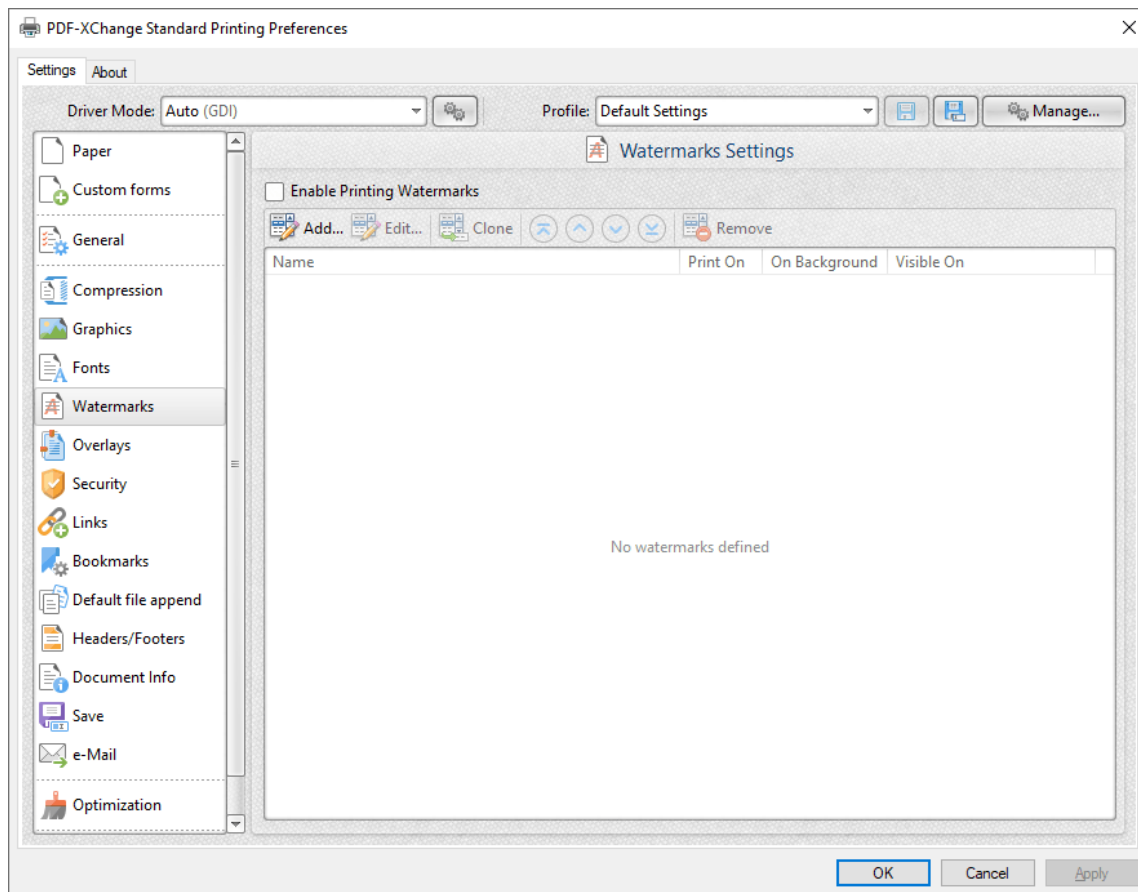 PDF-XChange Standard Printing Preferences
Settings About
Driver Mode: Auto (GDI) Profile: Default Settings Manage...
Paper
Custom forms
General
Compression
Graphics
Fonts
Watermarks
Overlays
Security
Links
Bookmarks
Default file append
Headers/Footers
Document Info
Save
e-Mail
Optimization
Watermarks Settings
Enable Printing Watermarks
Add... Edit... Clone Remove
Name Print On On Background Visible On
No watermarks defined
OK Cancel Apply